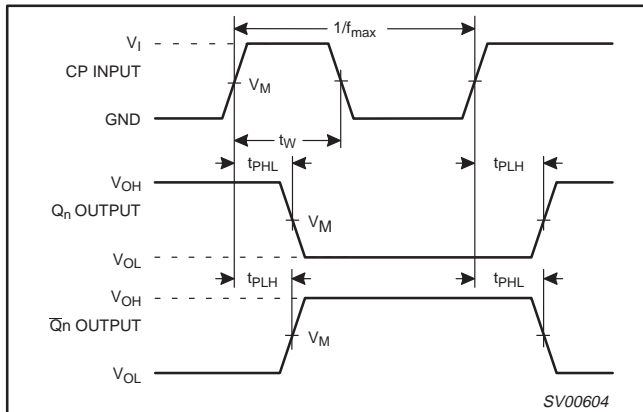 1/fmax
VI
CP INPUT
VM
GND
tW
tPHL
tPLH
VOH
Qn OUTPUT
VM
VOL
tPLH
tPHL
VOH
Q̅n OUTPUT
VM
VOL
SV00604